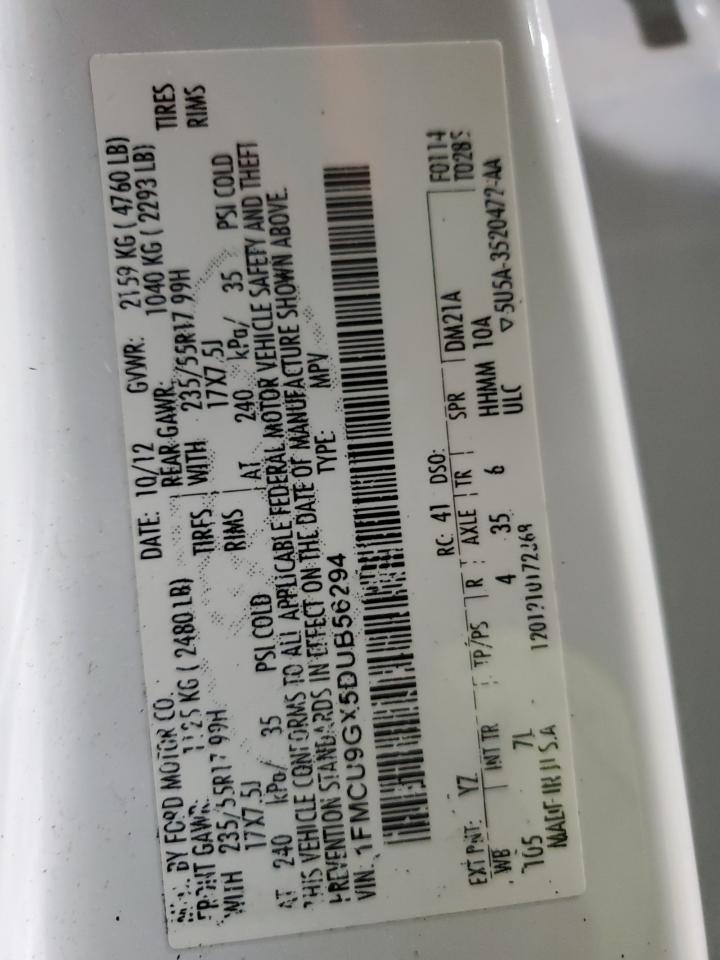 BY FORD MOTOR CO. DATE: 10/12 GVWR: 2159 KG ( 4760 LB)
FRONT GAWR: 1125 KG ( 2480 LB) REAR GAWR: 1040 KG ( 2293 LB)
WITH 235/55R17 99H TIRES WITH 235/55R17 99H TIRES
17X7.5J RIMS 17X7.5J RIMS
AT 240 kPa/ 35 PSI COLD AT 240 kPa/ 35 PSI COLD
THIS VEHICLE CONFORMS TO ALL APPLICABLE FEDERAL MOTOR VEHICLE SAFETY AND THEFT
PREVENTION STANDARDS IN EFFECT ON THE DATE OF MANUFACTURE SHOWN ABOVE.
VIN: 1FMCU9GX5DUB56294 TYPE: MPV
F0114
T0285
EXT PNT: YZ RC: 41 DSO:
WB INT TR TP/PS R AXLE TR SPR DM21A
105 7L 4 35 6 HHMM 10A
MADE IN U.S.A. ULC ▽5U5A-3520472-AA